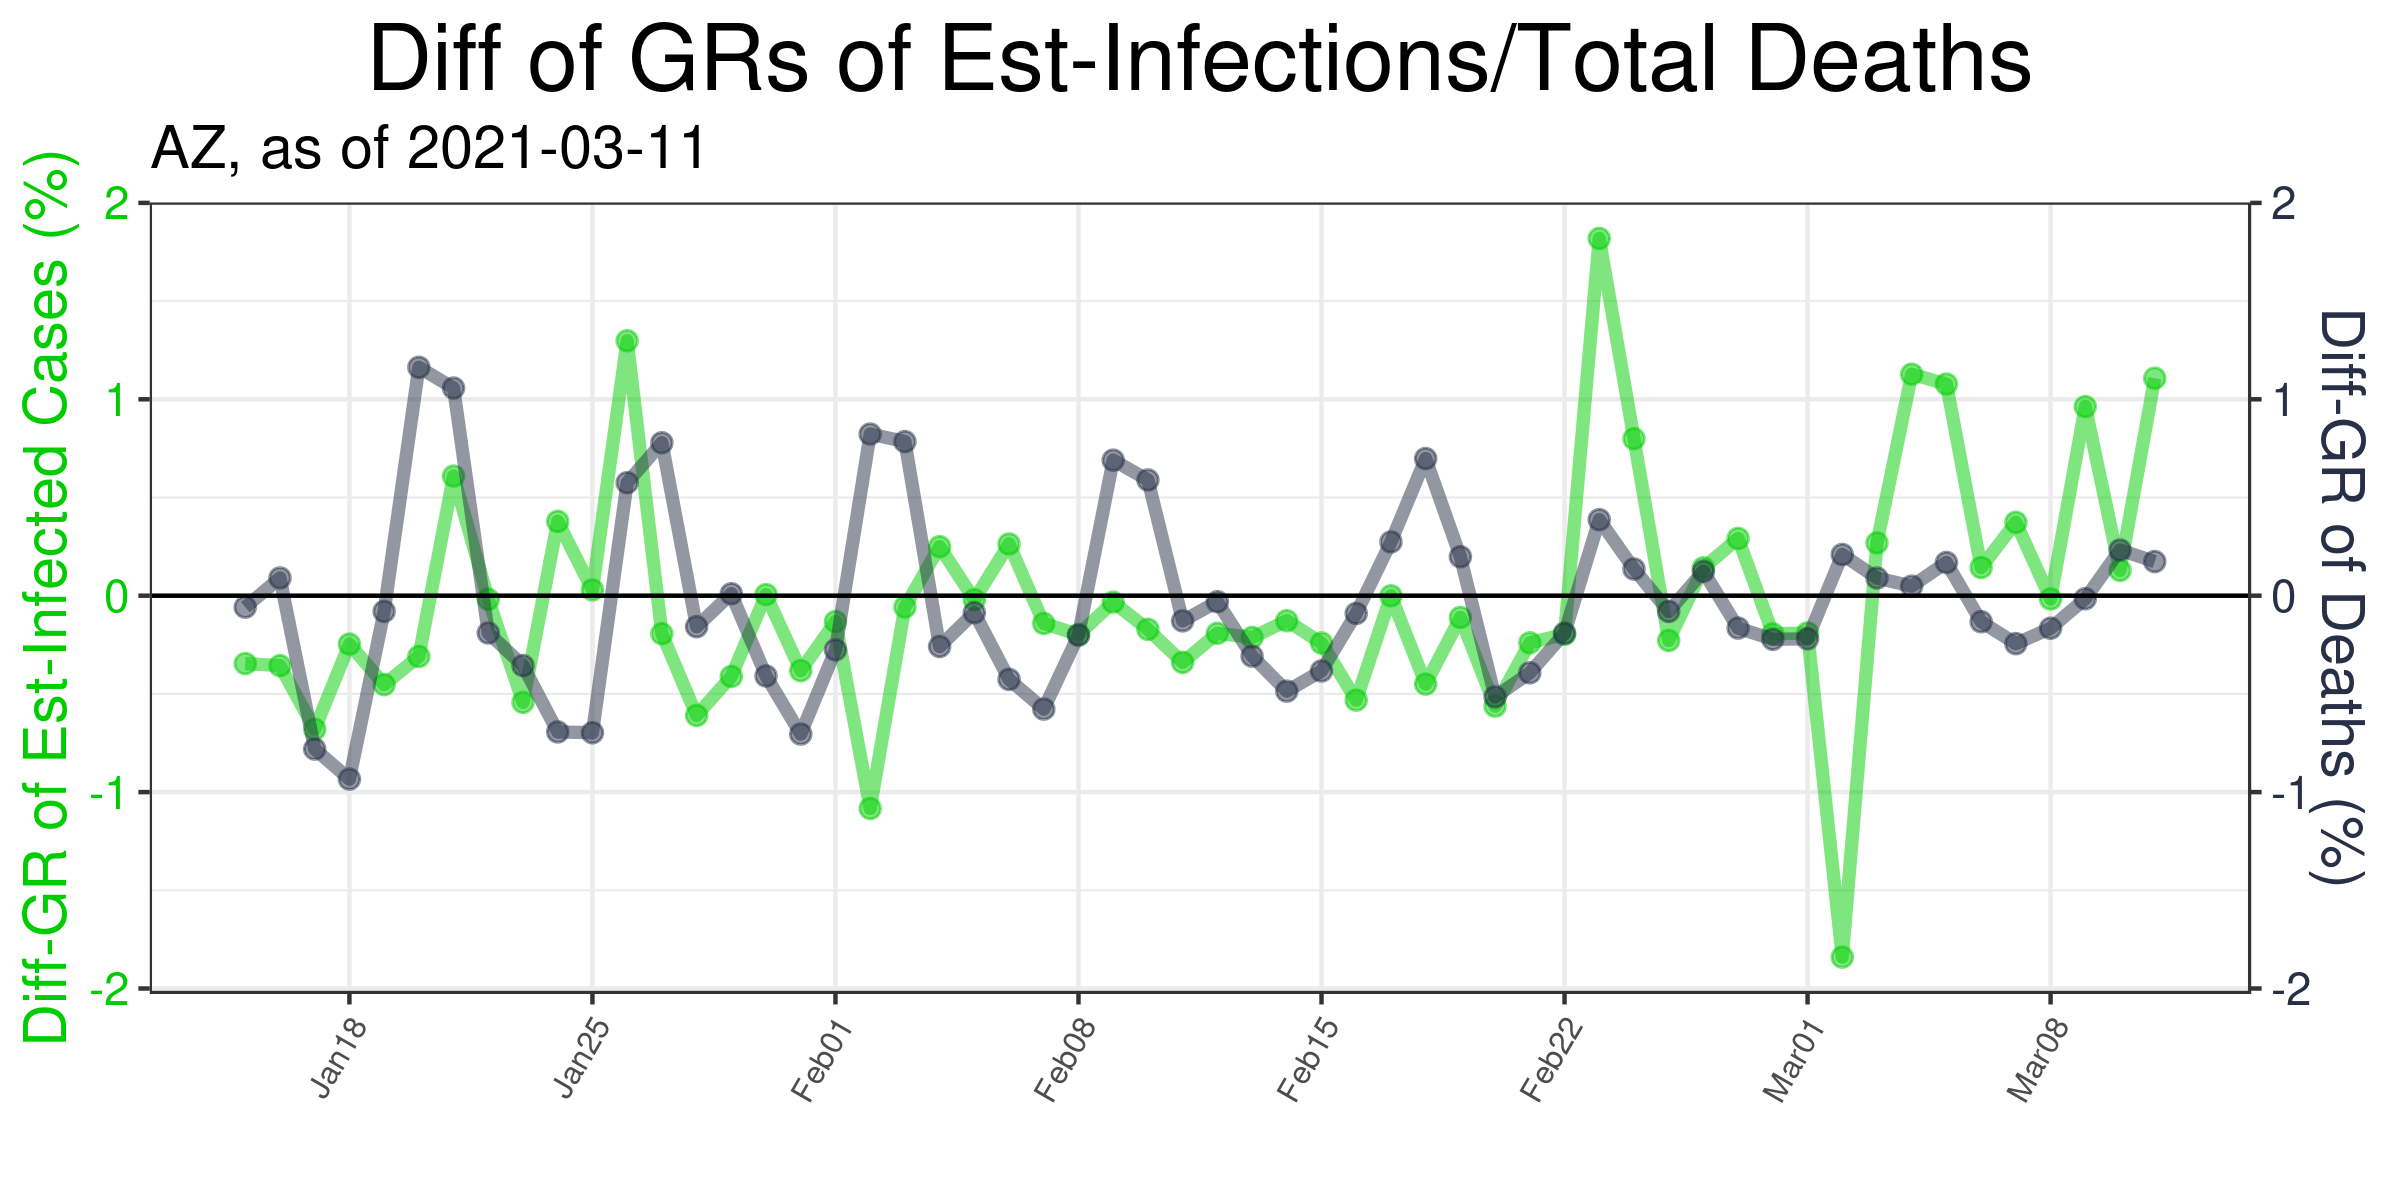 Diff of GRs of Est-Infections/Total Deaths
AZ, as of 2021-03-11
Diff-GR of Est-Infected Cases (%)
2
1
0
-1
-2
2
1
0
-1
-2
Diff-GR of Deaths (%)
Jan18
Jan25
Feb01
Feb08
Feb15
Feb22
Mar01
Mar08